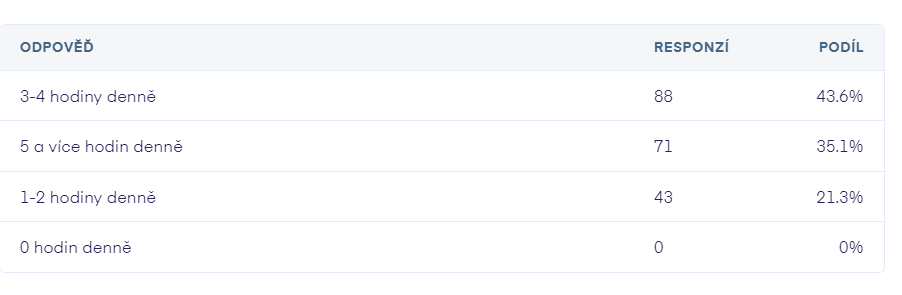 ODPOVĚĎ RESPONZÍ PODÍL
3-4 hodiny denně 88 43.6%
5 a více hodin denně 71 35.1%
1-2 hodiny denně 43 21.3%
0 hodin denně 0 0%